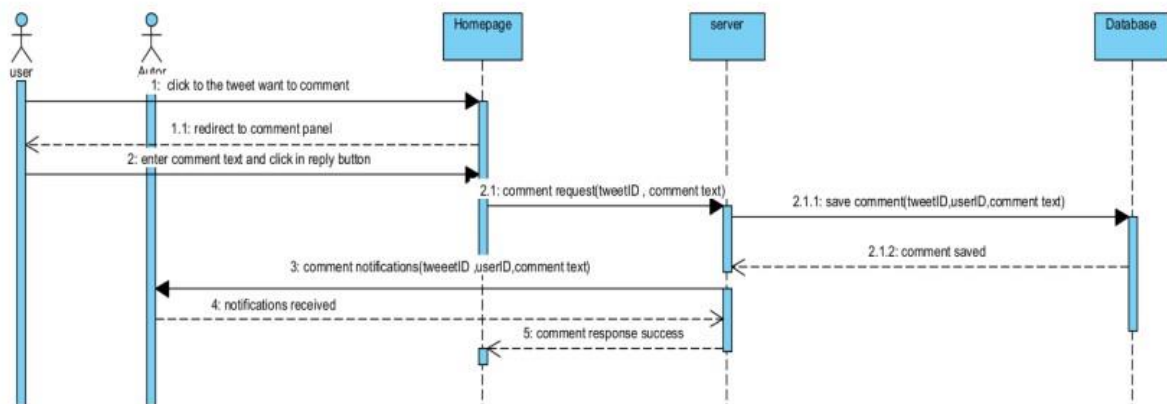 Homepage
server
Database
user
Autor
1: click to the tweet want to comment
1.1: redirect to comment panel
2: enter comment text and click in reply button
2.1: comment request(tweetID , comment text)
2.1.1: save comment(tweetID,userID,comment text)
2.1.2: comment saved
3: comment notifications(tweeetID ,userID,comment text)
4: notifications received
5: comment response success